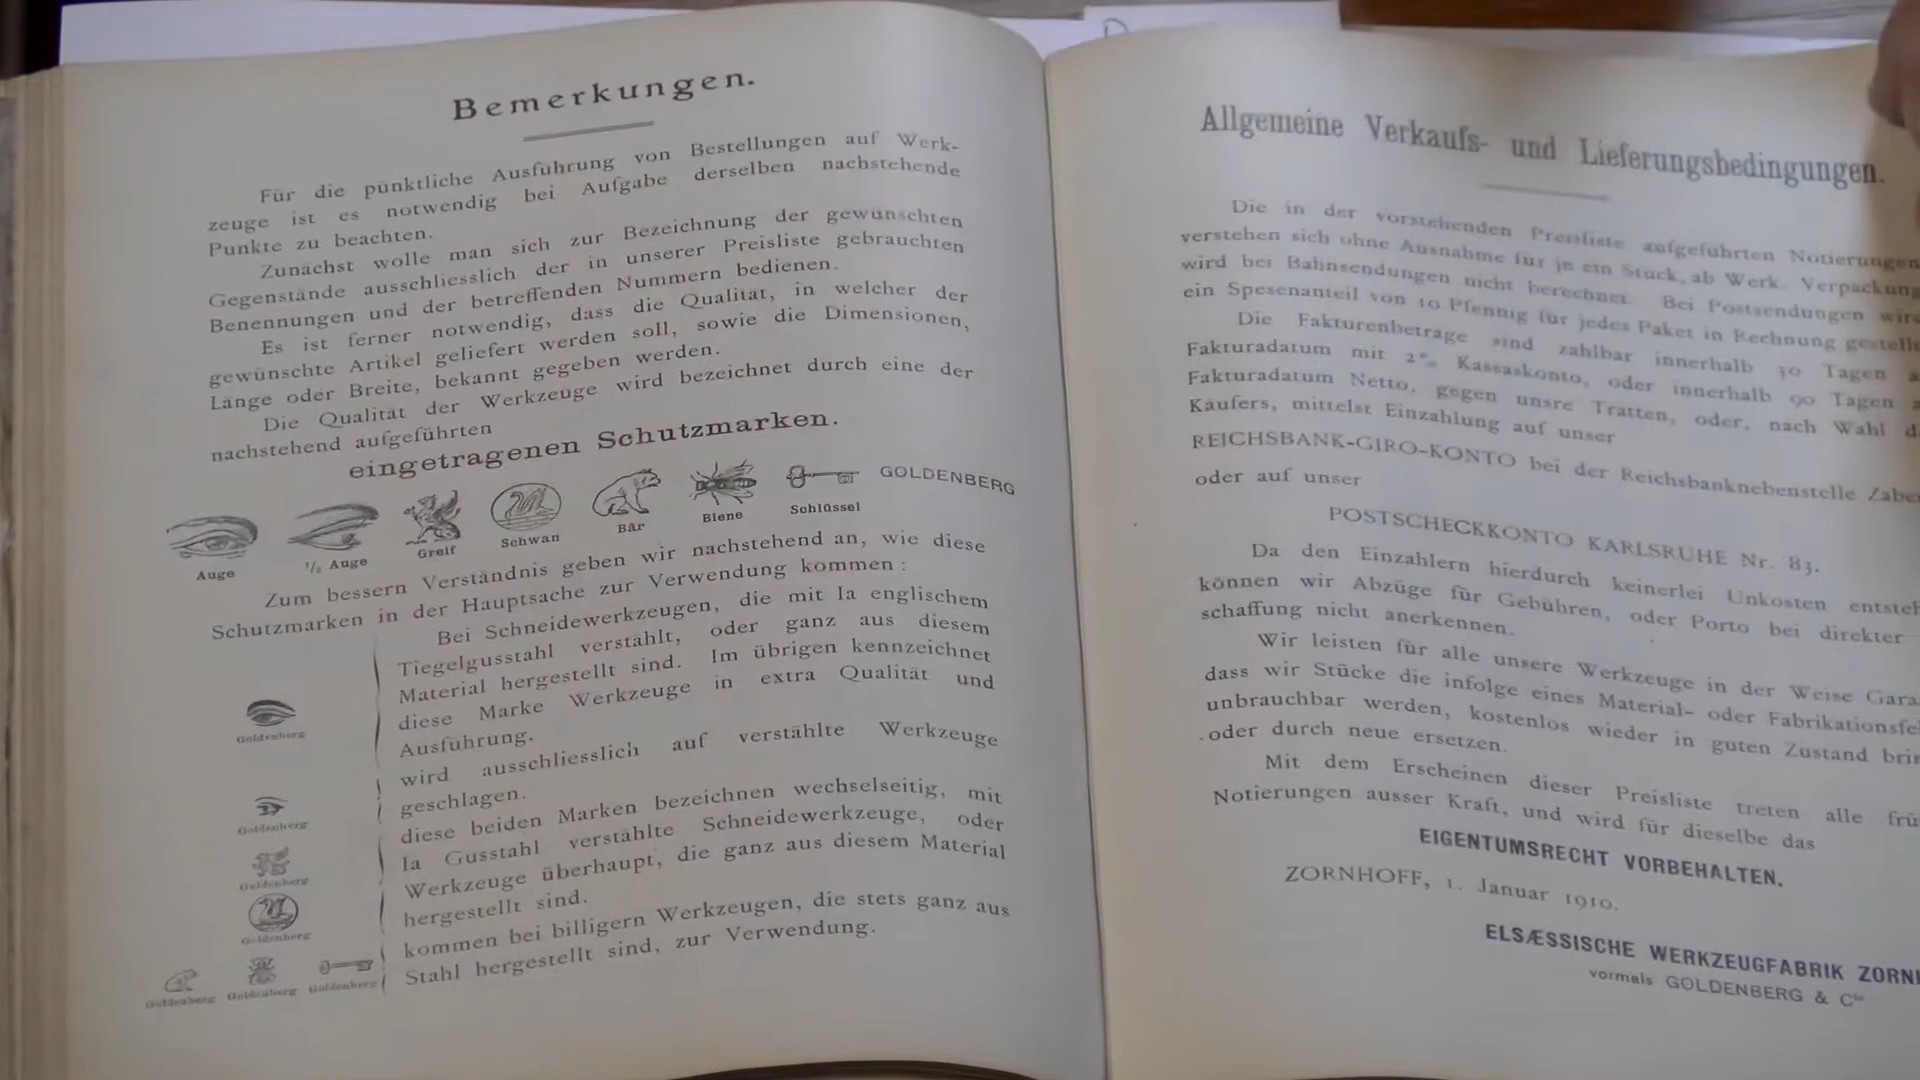 Bemerkungen.
Für die pünktliche Ausführung von Bestellungen auf Werk-
zeuge ist es notwendig bei Aufgabe derselben nachstehende
Punkte zu beachten.
Zunächst wolle man sich zur Bezeichnung der gewünschten
Gegenstände ausschliesslich der in unserer Preisliste gebrauchten
Benennungen und der betreffenden Nummern bedienen.
Es ist ferner notwendig, dass die Qualität, in welcher der
gewünschte Artikel geliefert werden soll, sowie die Dimensionen,
Länge oder Breite, bekannt gegeben werden.
Die Qualität der Werkzeuge wird bezeichnet durch eine der
nachstehend aufgeführten
eingetragenen Schutzmarken.
GOLDENBERG
Auge ½ Auge Greif Schwan Bär Biene Schlüssel
Zum bessern Verständnis geben wir nachstehend an, wie diese
Schutzmarken in der Hauptsache zur Verwendung kommen :
Bei Schneidewerkzeugen, die mit Ia englischem
Tiegelgusstahl verstählt, oder ganz aus diesem
Material hergestellt sind. Im übrigen kennzeichnet
diese Marke Werkzeuge in extra Qualität und
Ausführung.
Goldenberg
wird ausschliesslich auf verstählte Werkzeuge
geschlagen.
Goldenberg
diese beiden Marken bezeichnen wechselseitig, mit
Ia Gusstahl verstählte Schneidewerkzeuge, oder
Werkzeuge überhaupt, die ganz aus diesem Material
hergestellt sind.
Goldenberg
Goldenberg
kommen bei billigern Werkzeugen, die stets ganz aus
Stahl hergestellt sind, zur Verwendung.
Goldenberg Goldenberg Goldenberg
Allgemeine Verkaufs- und Lieferungsbedingungen.
Die in der vorstehenden Preisliste aufgeführten Notierungen
verstehen sich ohne Ausnahme für je ein Stück, ab Werk. Verpackung
wird bei Bahnsendungen nicht berechnet. Bei Postsendungen wird
ein Spesenanteil von 10 Pfennig für jedes Paket in Rechnung gestellt
Die Fakturenbeträge sind zahlbar innerhalb 30 Tagen
Fakturadatum mit 2% Kassaskonto, oder innerhalb 90 Tagen
Fakturadatum Netto, gegen unsre Tratten, oder, nach Wahl
Käufers, mittelst Einzahlung auf unser
REICHSBANK-GIRO-KONTO bei der Reichsbanknebenstelle Zaber
oder auf unser
POSTSCHECKKONTO KARLSRUHE Nr. 83.
Da den Einzahlern hierdurch keinerlei Unkosten entsteh
können wir Abzüge für Gebühren, oder Porto bei direkter
schaffung nicht anerkennen.
Wir leisten für alle unsere Werkzeuge in der Weise Gara
dass wir Stücke die infolge eines Material- oder Fabrikationsfe
unbrauchbar werden, kostenlos wieder in guten Zustand brin
oder durch neue ersetzen.
Mit dem Erscheinen dieser Preisliste treten alle frü
Notierungen ausser Kraft, und wird für dieselbe das
EIGENTUMSRECHT VORBEHALTEN.
ZORNHOFF, 1. Januar 1910.
ELSÆSSISCHE WERKZEUGFABRIK ZORNH
vormals GOLDENBERG & Cie